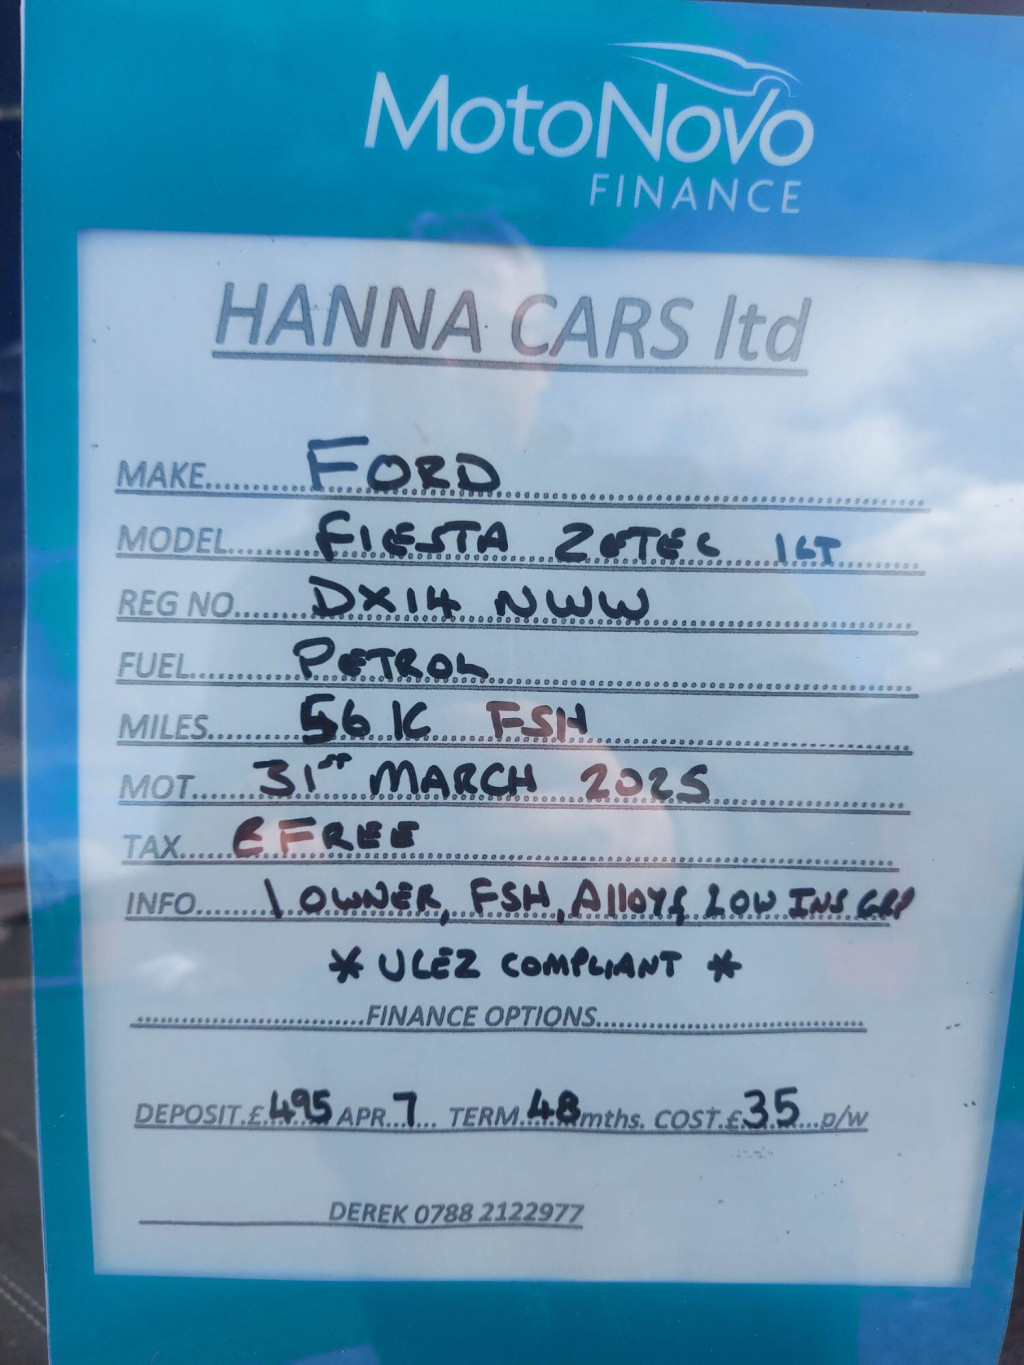 MotoNovo
FINANCE
HANNA CARS ltd
MAKE.........FORD..............................
MODEL.........FIESTA ZETEC 1LT
REG NO.........DX14 NWW..............................
FUEL............PETROL..............................
MILES.........56K FSH..............................
MOT......31ST MARCH 2025..............................
TAX.....£FREE..............................
INFO.......1 OWNER, FSH, Alloys, LOW INS GRP
* ULEZ COMPLIANT *
..............................FINANCE OPTIONS..............................
DEPOSIT.£.495 APR...7... TERM..48mths. COST.£.35...p/w
DEREK 0788 2122977